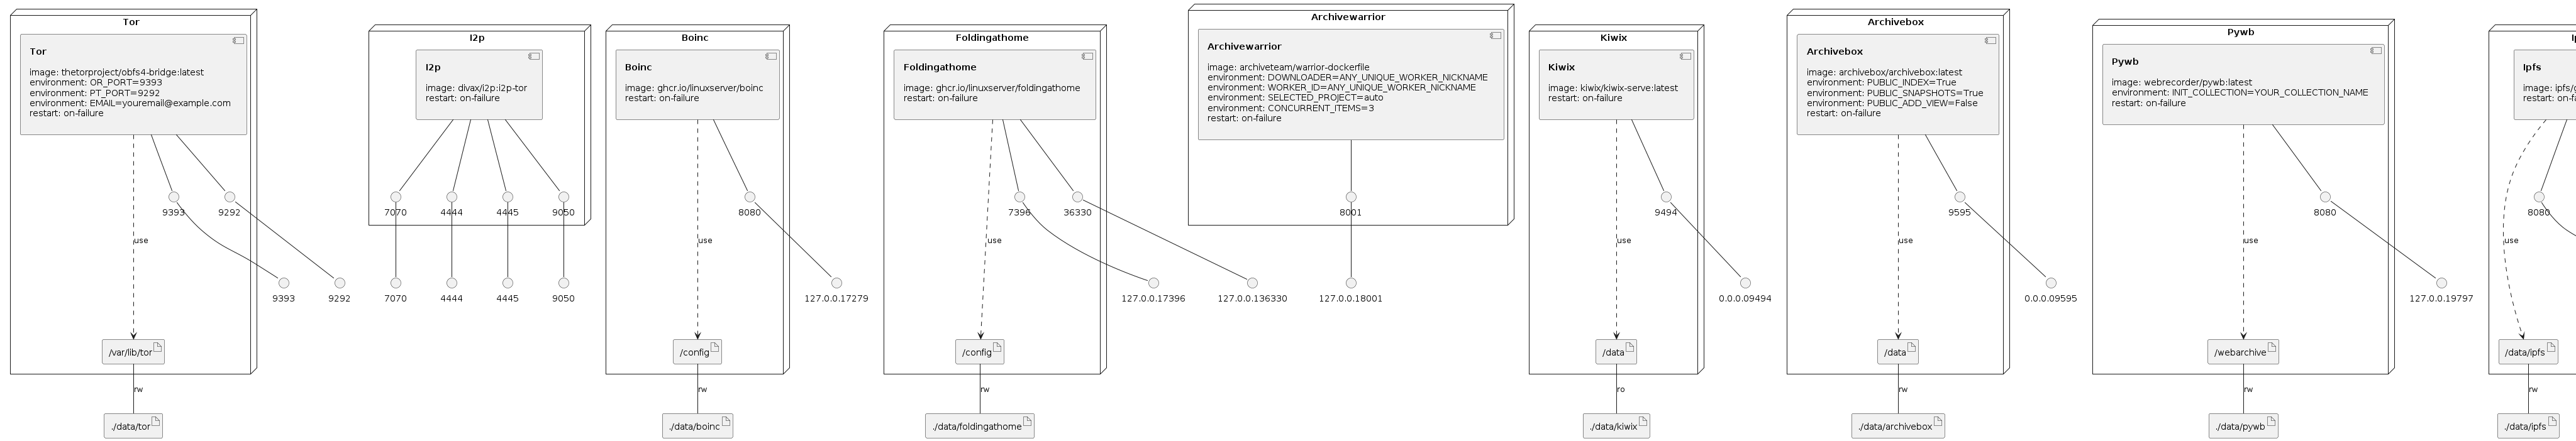 Tor
Tor
image: thetorproject/obfs4-bridge:latest
environment: OR_PORT=9393
environment: PT_PORT=9292
environment: EMAIL=youremail@example.com
restart: on-failure
9393
9292
use
9393
9292
/var/lib/tor
rw
./data/tor
I2p
I2p
image: divax/i2p:i2p-tor
restart: on-failure
7070
4444
4445
9050
7070
4444
4445
9050
Boinc
Boinc
image: ghcr.io/linuxserver/boinc
restart: on-failure
8080
use
127.0.0.17279
/config
rw
./data/boinc
Foldingathome
Foldingathome
image: ghcr.io/linuxserver/foldingathome
restart: on-failure
7396
36330
use
127.0.0.17396
127.0.0.136330
/config
rw
./data/foldingathome
Archivewarrior
Archivewarrior
image: archiveteam/warrior-dockerfile
environment: DOWNLOADER=ANY_UNIQUE_WORKER_NICKNAME
environment: WORKER_ID=ANY_UNIQUE_WORKER_NICKNAME
environment: SELECTED_PROJECT=auto
environment: CONCURRENT_ITEMS=3
restart: on-failure
8001
127.0.0.18001
Kiwix
Kiwix
image: kiwix/kiwix-serve:latest
restart: on-failure
9494
use
0.0.0.09494
/data
ro
./data/kiwix
Archivebox
Archivebox
image: archivebox/archivebox:latest
environment: PUBLIC_INDEX=True
environment: PUBLIC_SNAPSHOTS=True
environment: PUBLIC_ADD_VIEW=False
restart: on-failure
9595
use
0.0.0.09595
/data
rw
./data/archivebox
Pywb
Pywb
image: webrecorder/pywb:latest
environment: INIT_COLLECTION=YOUR_COLLECTION_NAME
restart: on-failure
8080
use
127.0.0.19797
/webarchive
rw
./data/pywb
Ipfs
image:
restart:
8080
use
/data/ipfs
rw
./data/ipfs